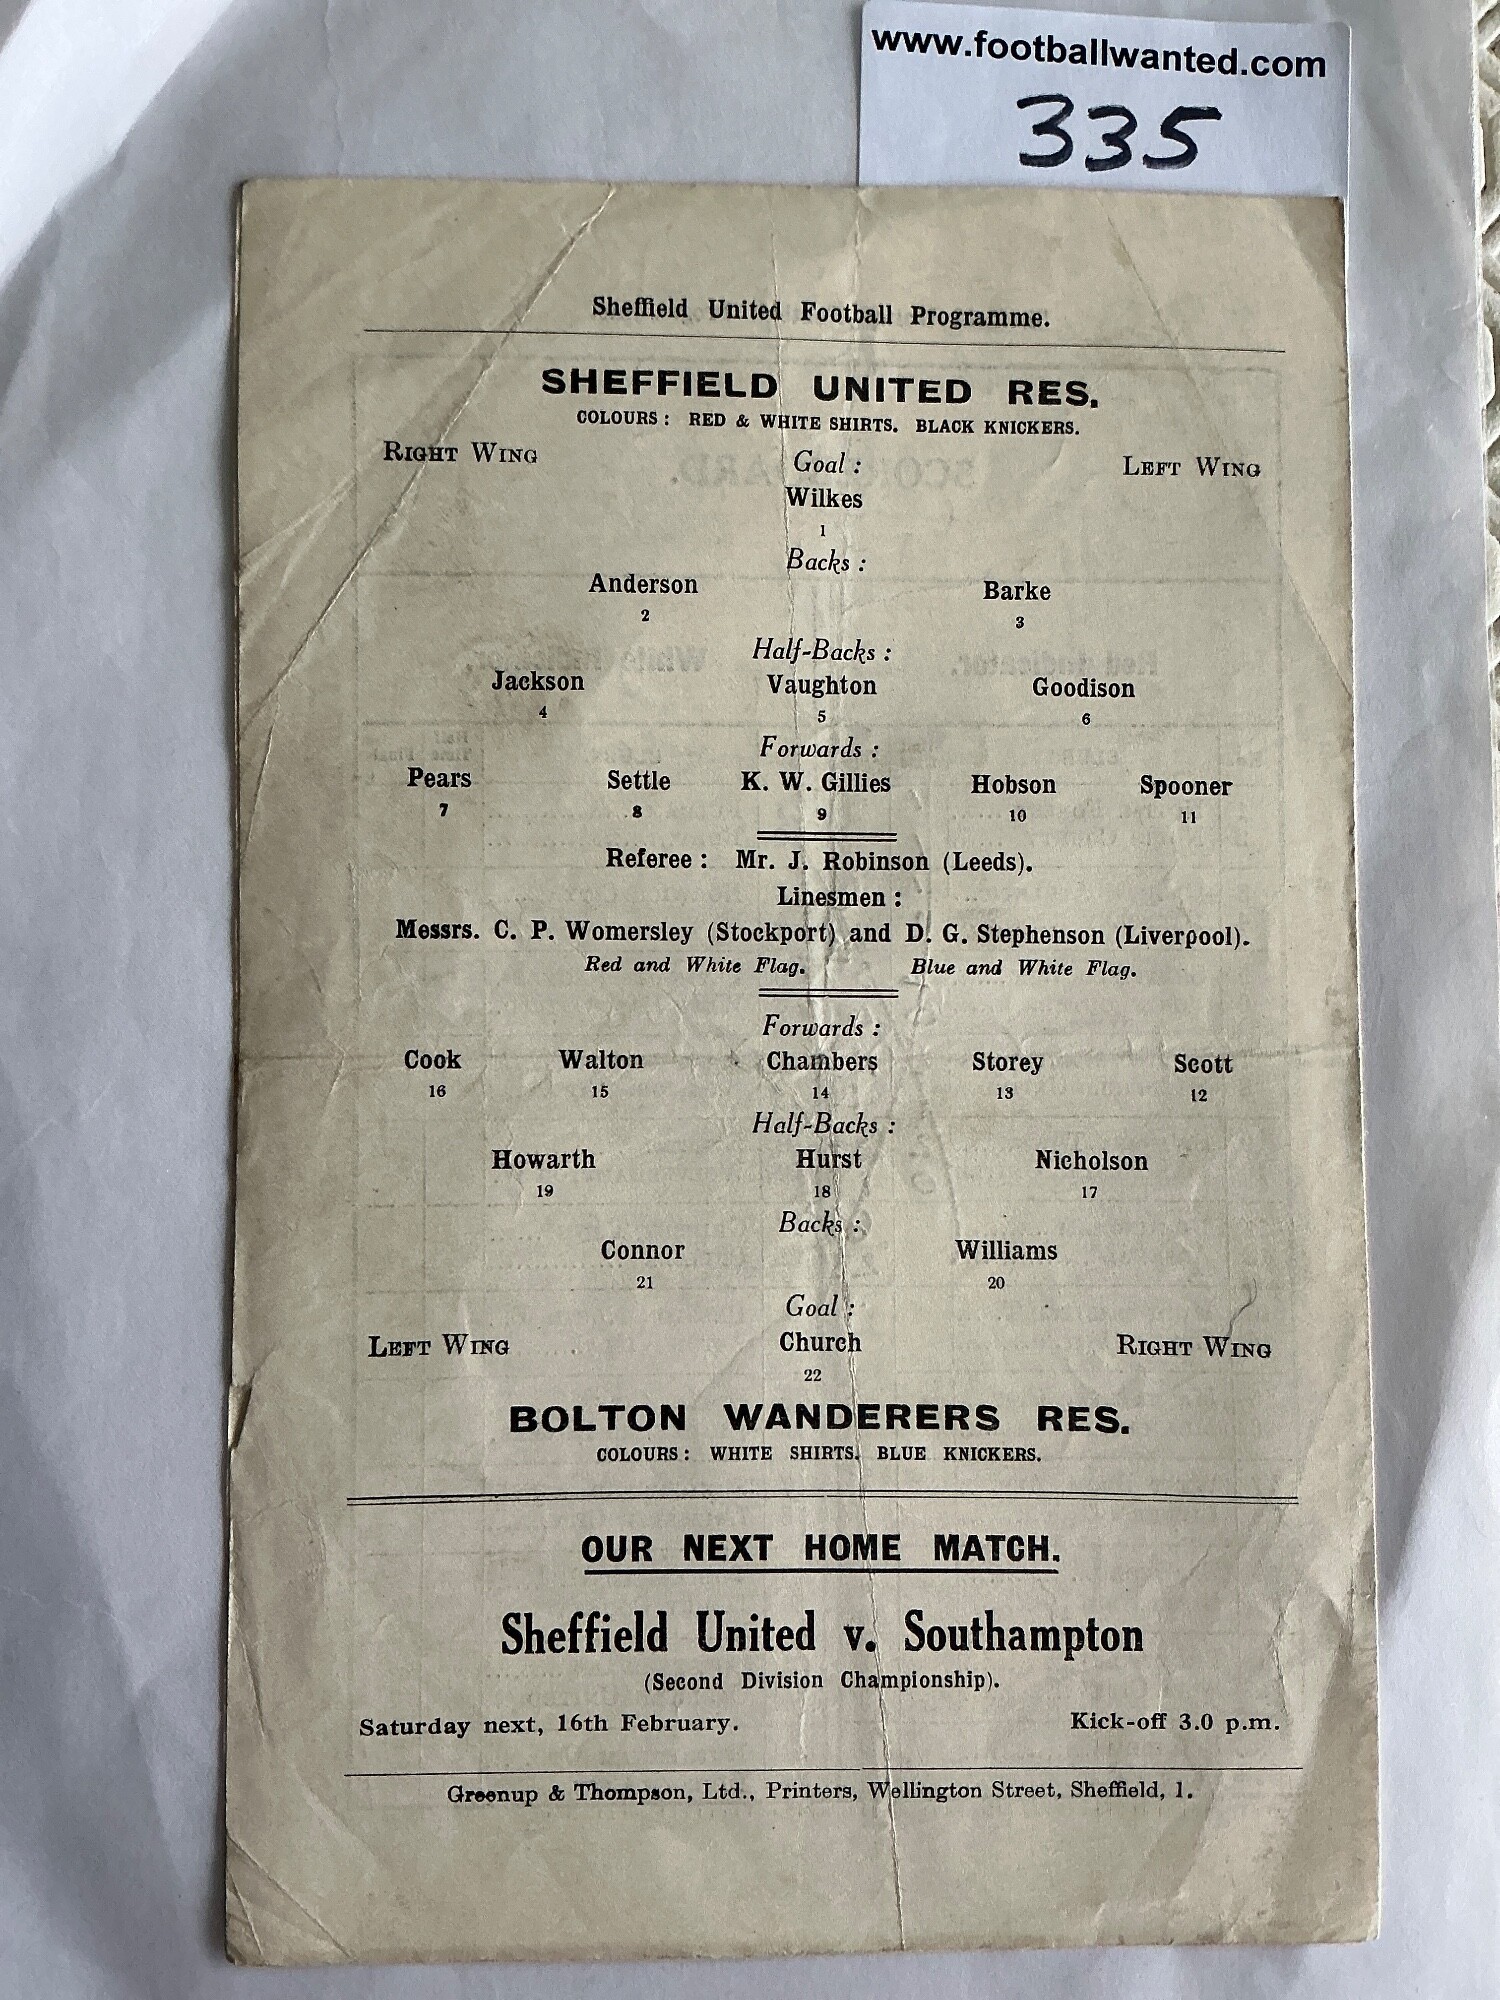 www.footballwanted.com
335
Sheffield United Football Programme.
SHEFFIELD UNITED RES.
COLOURS: RED & WHITE SHIRTS. BLACK KNICKERS.
RIGHT WING Goal: LEFT WING
Wilkes
1
Backs:
Anderson Barke
2 3
Half-Backs:
Jackson Vaughton Goodison
4 5 6
Forwards:
Pears Settle K. W. Gillies Hobson Spooner
7 8 9 10 11
Referee: Mr. J. Robinson (Leeds).
Linesmen:
Messrs. C. P. Womersley (Stockport) and D. G. Stephenson (Liverpool).
Red and White Flag. Blue and White Flag.
Forwards:
Cook Walton Chambers Storey Scott
16 15 14 13 12
Half-Backs:
Howarth Hurst Nicholson
19 18 17
Backs:
Connor Williams
21 20
Goal:
LEFT WING Church RIGHT WING
22
BOLTON WANDERERS RES.
COLOURS: WHITE SHIRTS. BLUE KNICKERS.
OUR NEXT HOME MATCH.
Sheffield United v. Southampton
(Second Division Championship).
Saturday next, 16th February. Kick-off 3.0 p.m.
Greenup & Thompson, Ltd., Printers, Wellington Street, Sheffield, 1.